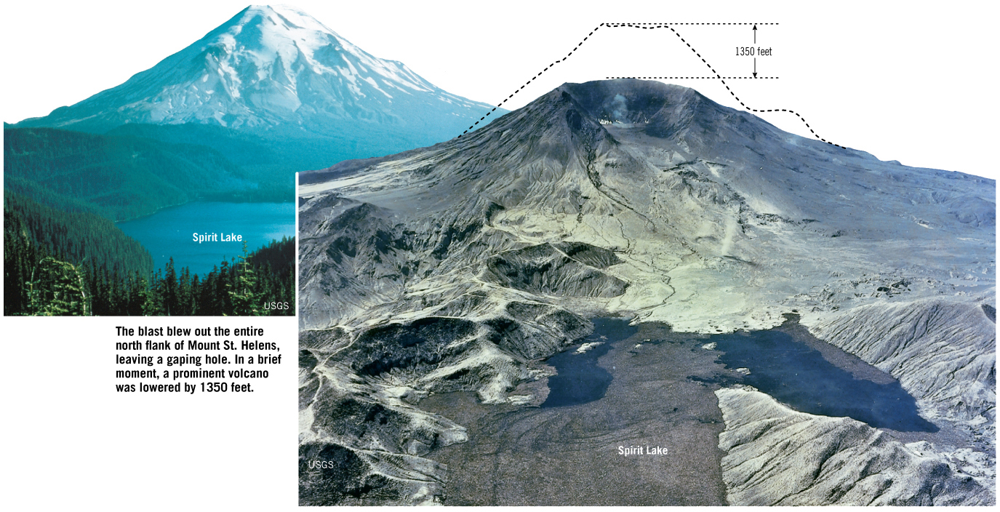 1350 feet
Spirit Lake
USGS
The blast blew out the entire
north flank of Mount St. Helens,
leaving a gaping hole. In a brief
moment, a prominent volcano
was lowered by 1350 feet.
Spirit Lake
USGS